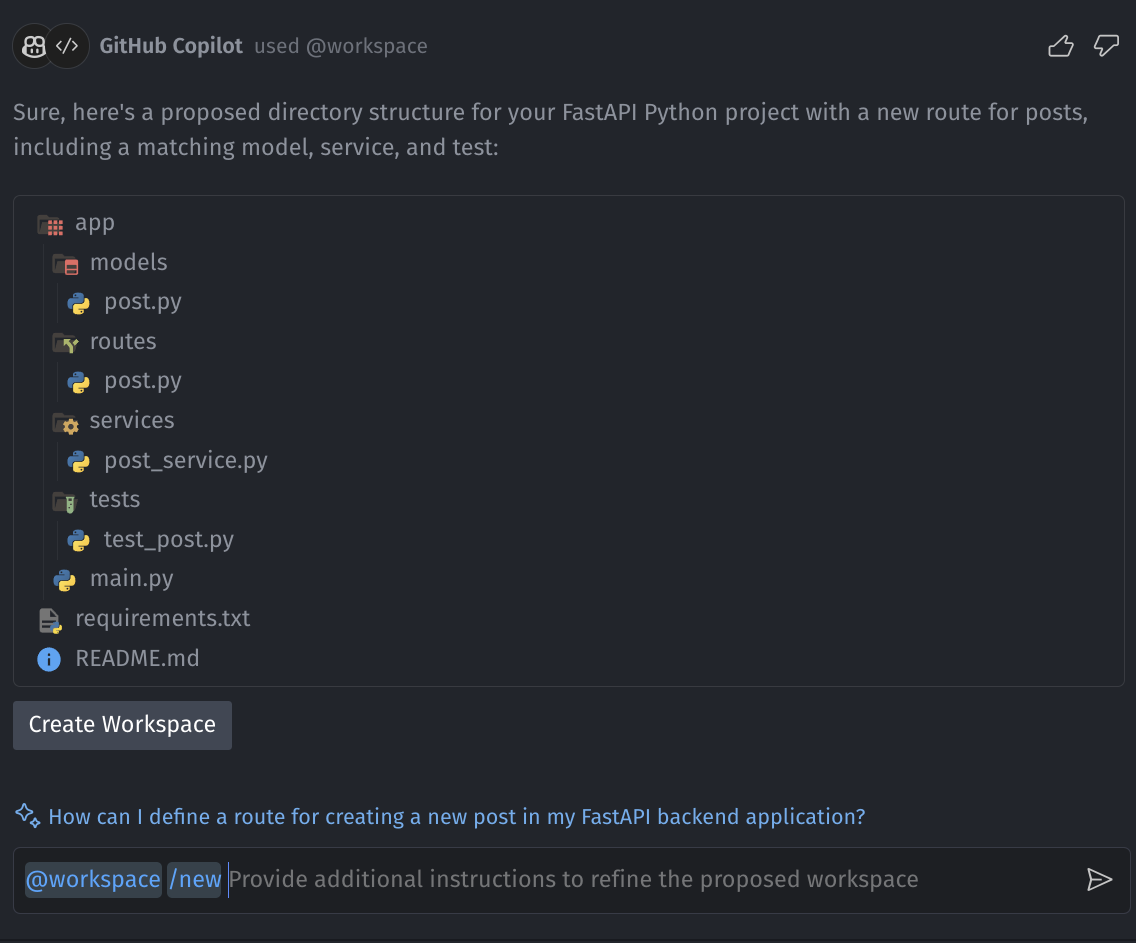 GitHub Copilot used @workspace
Sure, here's a proposed directory structure for your FastAPI Python project with a new route for posts,
including a matching model, service, and test:
app
models
post.py
routes
post.py
services
post_service.py
tests
test_post.py
main.py
requirements.txt
README.md
Create Workspace
How can I define a route for creating a new post in my FastAPI backend application?
@workspace /new Provide additional instructions to refine the proposed workspace